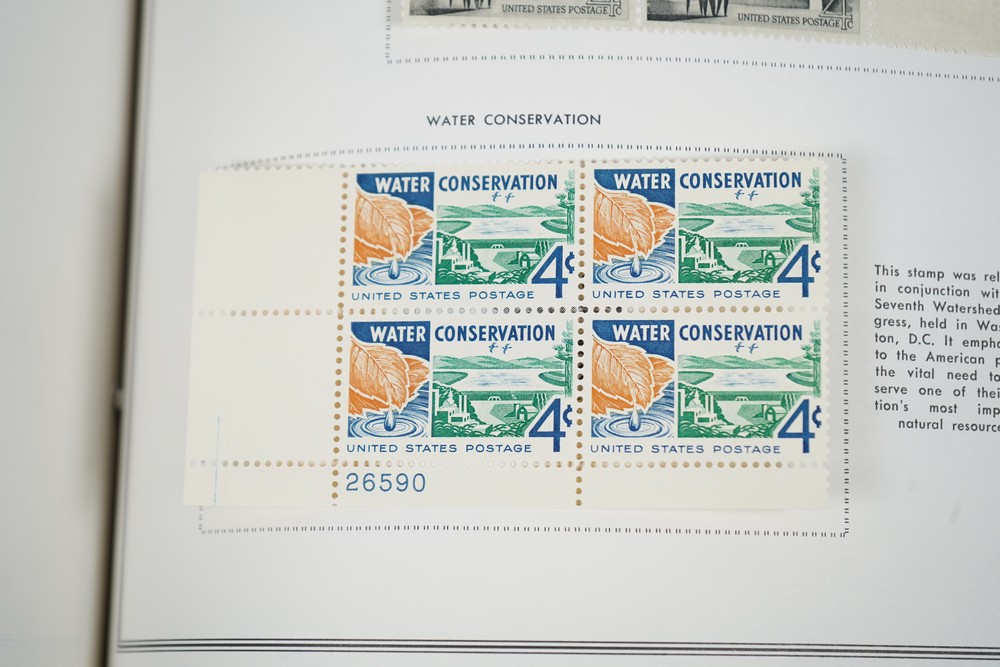 UNITED STATES POSTAGE
UNITED STATES POSTAGE
WATER CONSERVATION
WATER CONSERVATION
4¢
UNITED STATES POSTAGE
WATER CONSERVATION
4¢
UNITED STATES POSTAGE
WATER CONSERVATION
4¢
UNITED STATES POSTAGE
WATER CONSERVATION
4¢
UNITED STATES POSTAGE
26590
This stamp was rel
in conjunction wit
Seventh Watershed
gress, held in Wa
ton, D.C. It empha
to the American p
the vital need to
serve one of thei
tion's most imp
natural resource